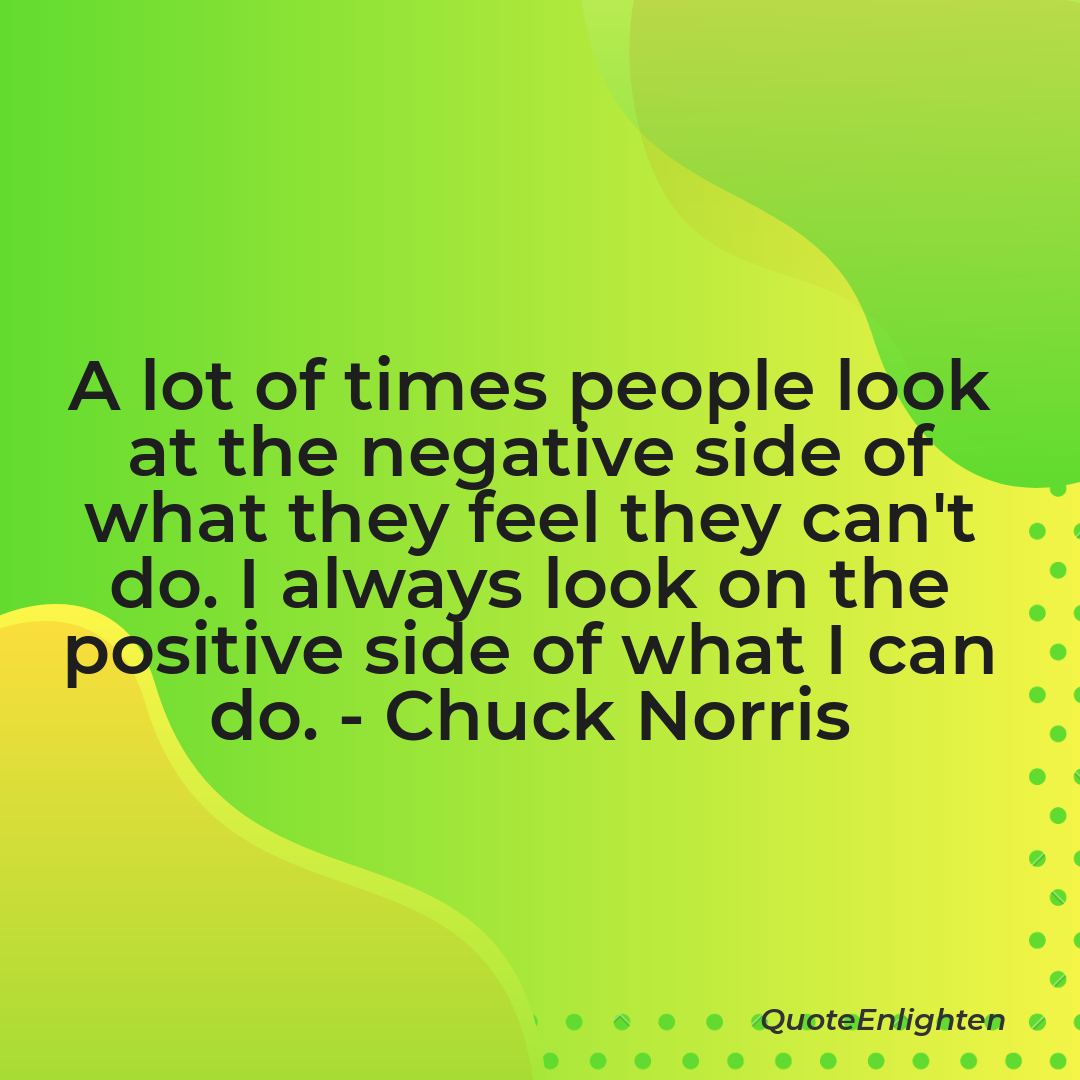 A lot of times people look
at the negative side of
what they feel they can't
do. I always look on the
positive side of what I can
do. - Chuck Norris
QuoteEnlighten